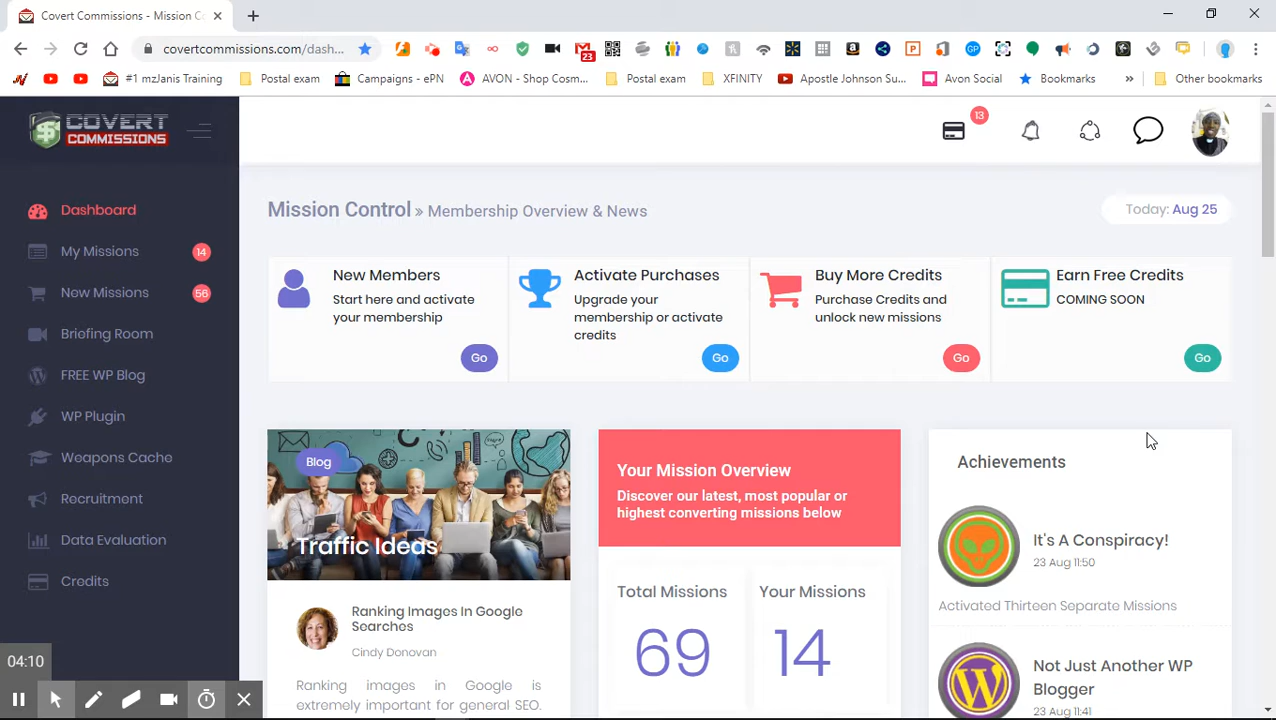 Covert Commissions - Mission Co
covertcommissions.com/dash...
23
#1 mzJanis Training
Postal exam
Campaigns - ePN
AVON - Shop Cosm...
Postal exam
XFINITY
Apostle Johnson Su...
Avon Social
Bookmarks
»
Other bookmarks
COVERT
COMMISSIONS
13
Dashboard
My Missions 14
New Missions 56
Briefing Room
FREE WP Blog
WP Plugin
Weapons Cache
Recruitment
Data Evaluation
Credits
Mission Control » Membership Overview & News
Today: Aug 25
New Members
Start here and activate
your membership
Go
Activate Purchases
Upgrade your
membership or activate
credits
Go
Buy More Credits
Purchase Credits and
unlock new missions
Go
Earn Free Credits
COMING SOON
Go
Blog
Traffic Ideas
Ranking Images In Google
Searches
Cindy Donovan
Ranking images in Google is
extremely important for general SEO.
Your Mission Overview
Discover our latest, most popular or
highest converting missions below
Total Missions
69
Your Missions
14
Achievements
It's A Conspiracy!
23 Aug 11:50
Activated Thirteen Separate Missions
Not Just Another WP
Blogger
23 Aug 11:41
04:10